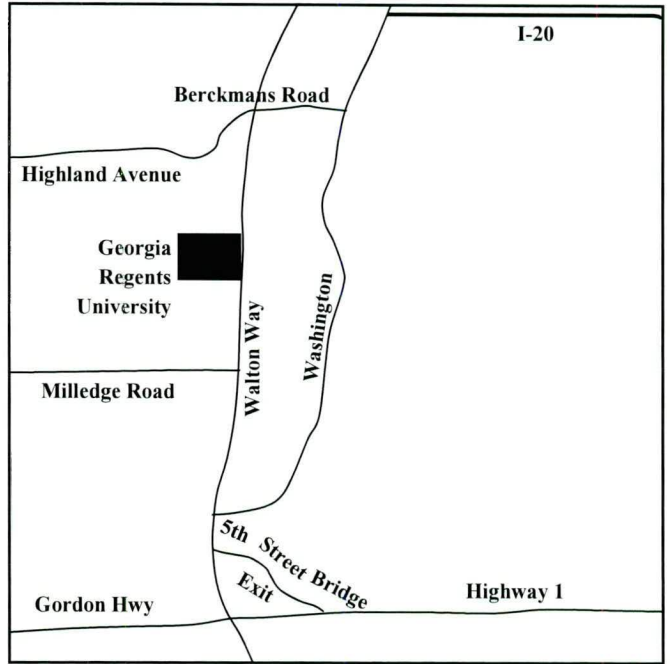 I-20
Berckmans Road
Highland Avenue
Georgia
Regents
University
Walton Way
Washington
Milledge Road
5th Street Bridge
Exit
Gordon Hwy
Highway 1